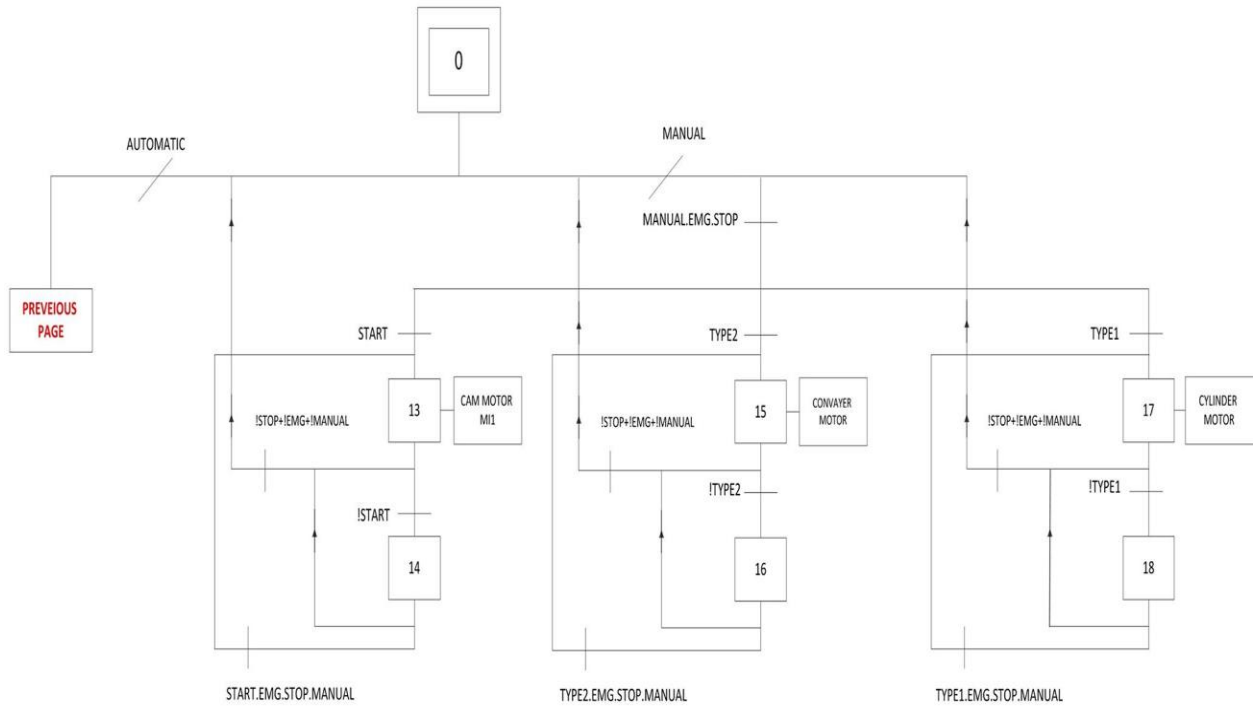 0
AUTOMATIC
MANUAL
MANUAL.EMG.STOP
PREVEIOUS
PAGE
START
TYPE2
TYPE1
13
CAM MOTOR
MI1
15
CONVAYER
MOTOR
17
CYLINDER
MOTOR
!STOP+!EMG+!MANUAL
!STOP+!EMG+!MANUAL
!STOP+!EMG+!MANUAL
!START
!TYPE2
!TYPE1
14
16
18
START.EMG.STOP.MANUAL
TYPE2.EMG.STOP.MANUAL
TYPE1.EMG.STOP.MANUAL